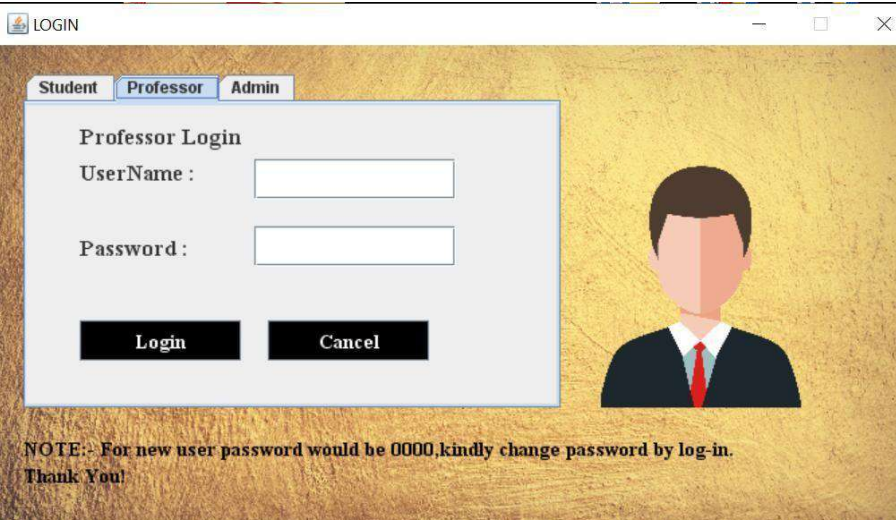 LOGIN
Student Professor Admin
Professor Login
UserName :
Password :
Login Cancel
NOTE:- For new user password would be 0000,kindly change password by log-in.
Thank You!